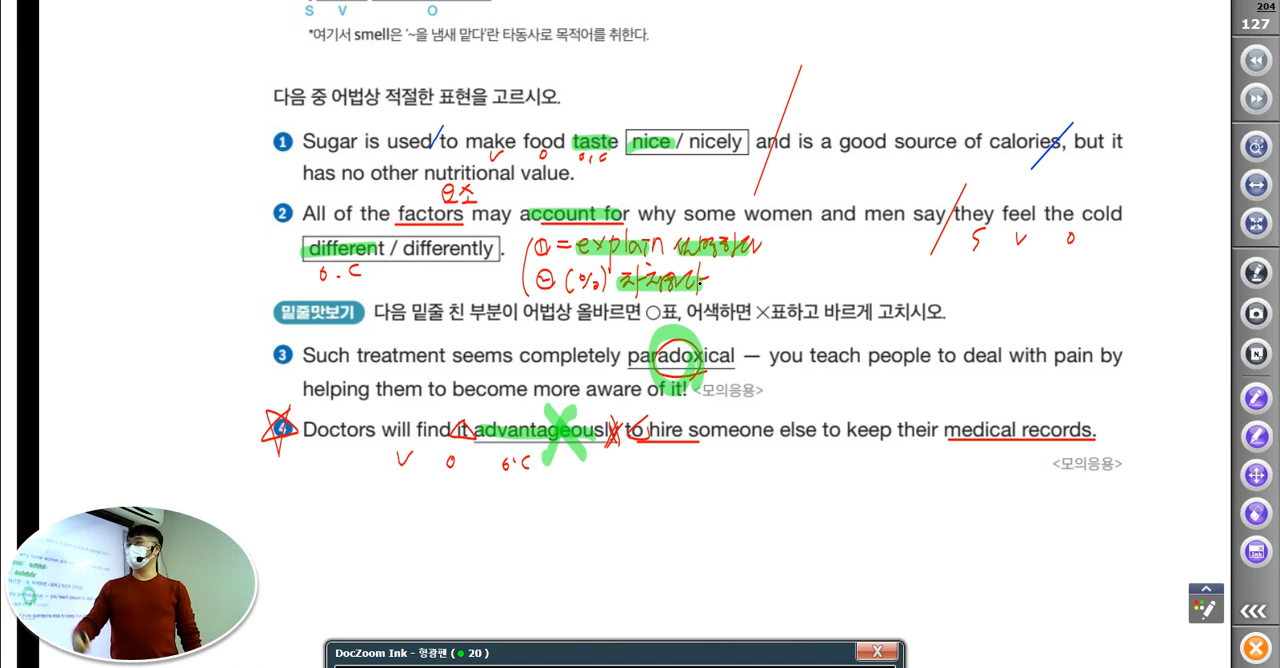 204
127
S V O
*여기서 smell은 '~을 냄새 맡다'란 타동사로 목적어를 취한다.
다음 중 어법상 적절한 표현을 고르시오.
1 Sugar is used to make food taste nice / nicely and is a good source of calories, but it
V O O.C
has no other nutritional value.
요소
2 All of the factors may account for why some women and men say they feel the cold
S V O
different / differently.
① = explain 설명하다
O.C
② (%) 차지하다
밑줄맛보기 다음 밑줄 친 부분이 어법상 올바르면 ○표, 어색하면 ×표하고 바르게 고치시오.
3 Such treatment seems completely paradoxical — you teach people to deal with pain by
helping them to become more aware of it! <모의응용>
4 Doctors will find it advantageously to hire someone else to keep their medical records.
V O O.C
<모의응용>
DocZoom Ink - 형광펜 ( 20 )